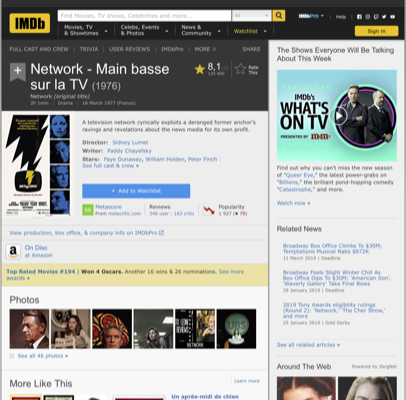 IMDb
Find Movies, TV shows, Celebrities and more...
All
IMDbPro
Help
Movies, TV
& Showtimes
Celebs, Events
& Photos
News &
Community
Watchlist
Sign in
FULL CAST AND CREW | TRIVIA | USER REVIEWS | IMDbPro | MORE
SHARE
Network - Main basse
sur la TV (1976)
Network (original title)
2h 1min | Drama | 16 March 1977 (France)
8,1
Rate
This
A television network cynically exploits a deranged former anchor's
ravings and revelations about the news media for its own profit.
Director: Sidney Lumet
Writer: Paddy Chayefsky
Stars: Faye Dunaway, William Holden, Peter Finch |
See full cast & crew »
+ Add to Watchlist
Metascore
From metacritic.com
Reviews
Popularity
View production, box office, & company info on IMDbPro
On Disc
at Amazon
Top Rated Movies #194 | Won 4 Oscars. Another 16 wins & 26 nominations. See more
awards »
Photos
NETWORK
See all 46 photos »
More Like This
Learn more
Un après-midi de chien
The Shows Everyone Will Be Talking
About This Week
IMDb's
WHAT'S
ON TV
PRESENTED BY m&m's
Find out why you can't miss the new season
of "Queer Eye," the latest power-grabs on
"Billions," the brilliant pond-hopping comedy
"Catastrophe," and more.
Watch now »
Related News
Broadway Box Office Climbs To $30M;
Temptations Musical Nabs $872K
11 March 2019 | Deadline
Broadway Feels Slight Winter Chill As
Box Office Dips To $30M; 'American Son',
'Waverly Gallery' Take Final Bows
29 January 2019 | Deadline
2019 Tony Awards eligibility rulings
(Round 2): 'Network,' 'The Cher Show,'
and more
25 January 2019 | Gold Derby
See all related articles »
Around The Web
Powered by ZergNet